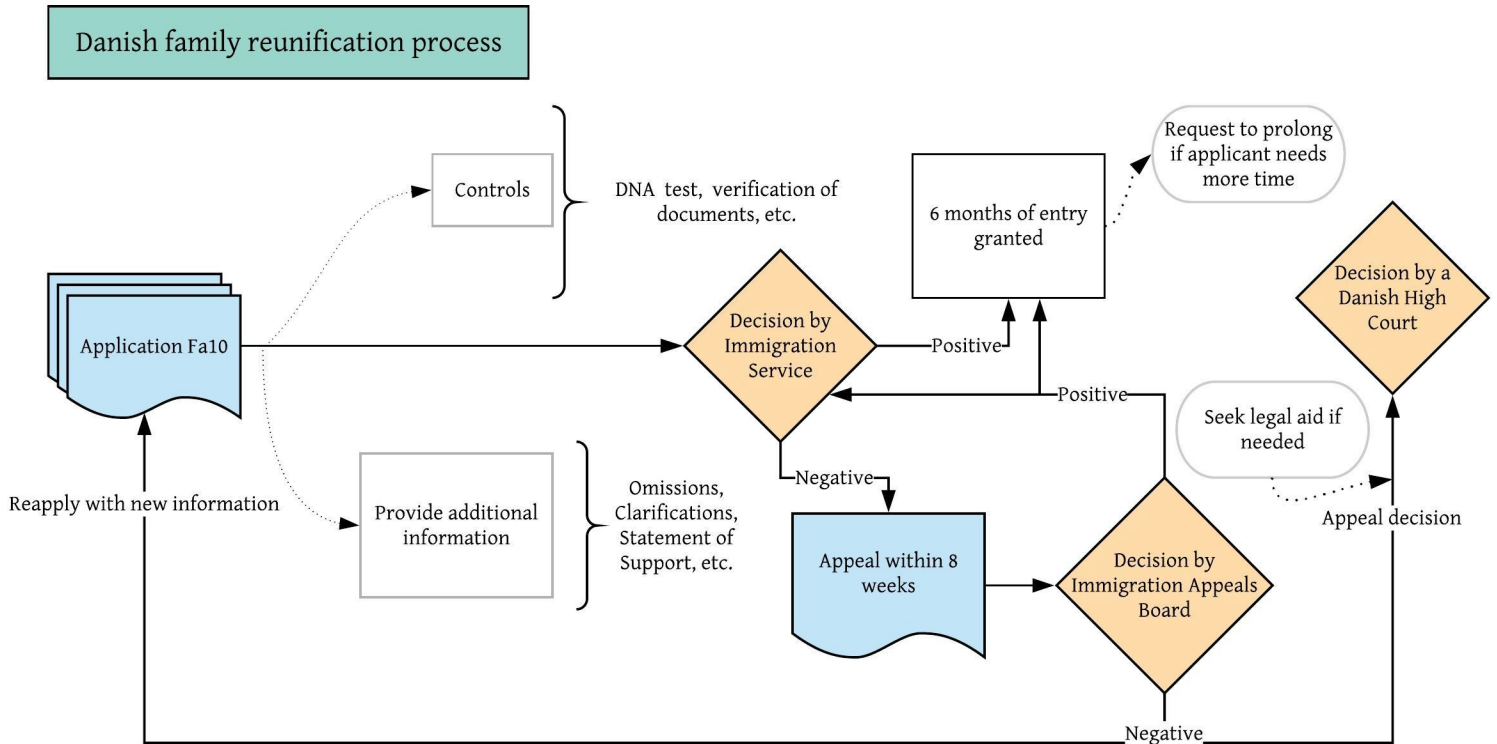 Danish family reunification process
Controls
DNA test, verification of
documents, etc.
6 months of entry
granted
Request to prolong
if applicant needs
more time
Application Fa10
Decision by
Immigration
Service
Positive
Decision by a
Danish High
Court
Positive
Seek legal aid if
needed
Negative
Reapply with new information
Provide additional
information
Omissions,
Clarifications,
Statement of
Support, etc.
Appeal within 8
weeks
Decision by
Immigration Appeals
Board
Appeal decision
Negative